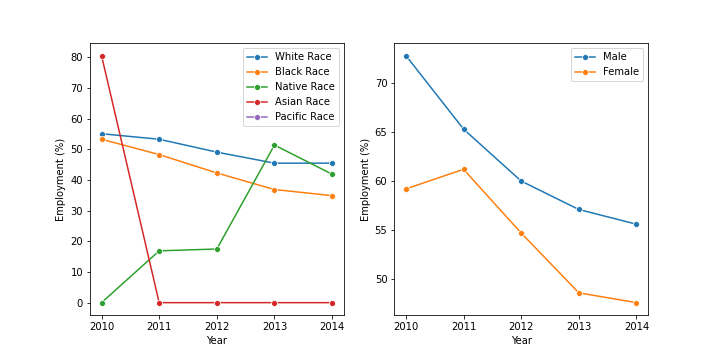 80
70
60
50
40
30
20
10
0
Employment (%)
2010 2011 2012 2013 2014
Year
White Race
Black Race
Native Race
Asian Race
Pacific Race
70
65
60
55
50
Employment (%)
2010 2011 2012 2013 2014
Year
Male
Female